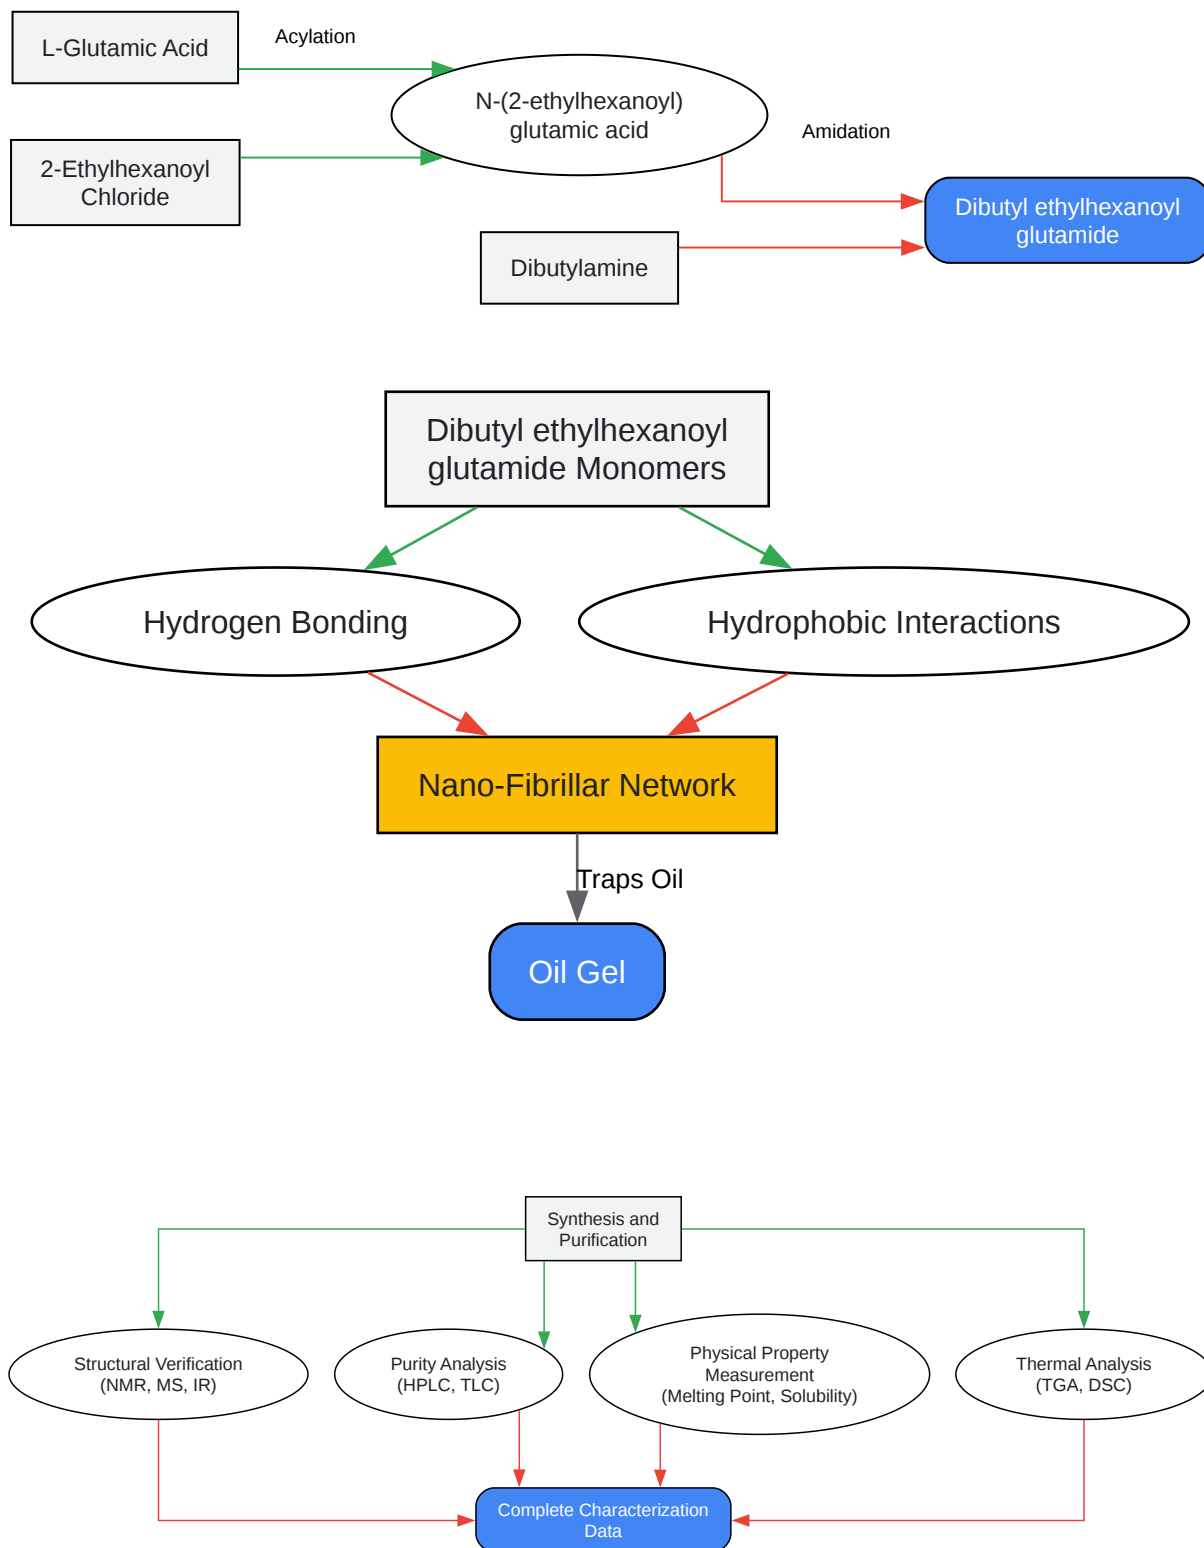 L-Glutamic Acid
Acylation
N-(2-ethylhexanoyl)
glutamic acid
2-Ethylhexanoyl
Chloride
Amidation
Dibutyl ethylhexanoyl
glutamide
Dibutylamine
Dibutyl ethylhexanoyl
glutamide Monomers
Hydrogen Bonding
Hydrophobic Interactions
Nano-Fibrillar Network
Traps Oil
Oil Gel
Synthesis and
Purification
Structural Verification
(NMR, MS, IR)
Purity Analysis
(HPLC, TLC)
Physical Property
Measurement
(Melting Point, Solubility)
Thermal Analysis
(TGA, DSC)
Complete Characterization
Data